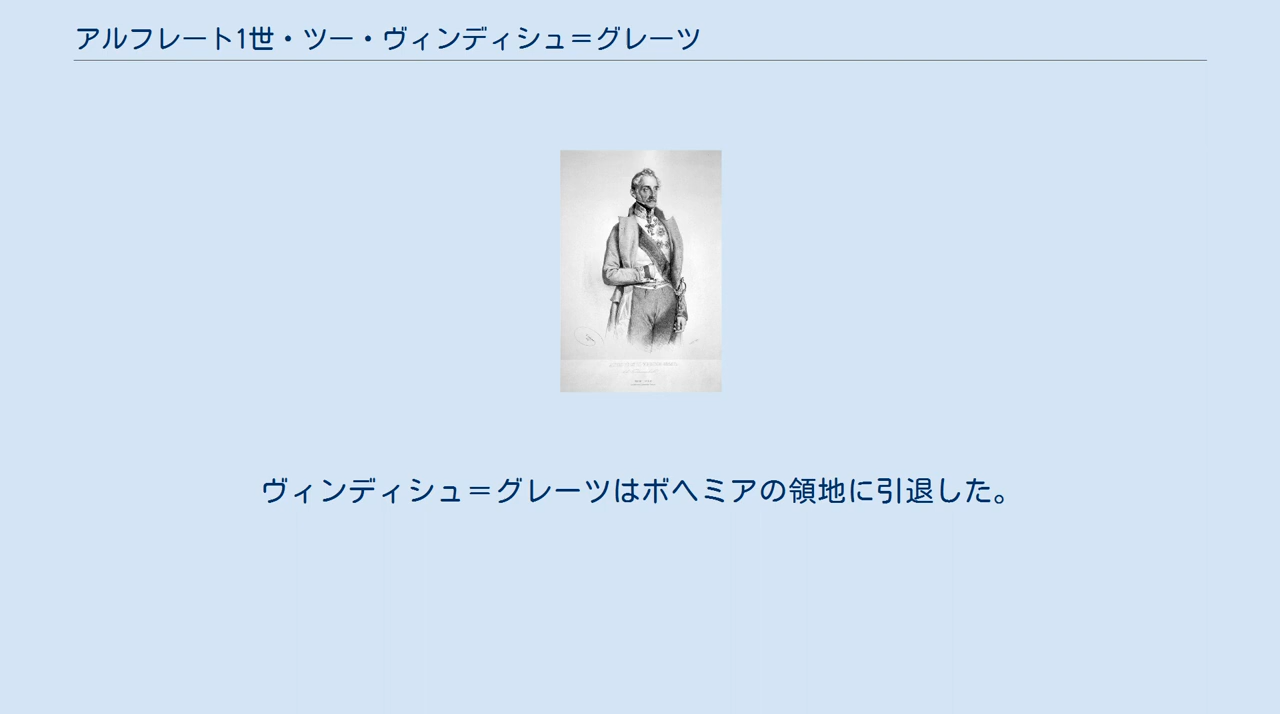 アルフレート1世・ツー・ヴィンディシュ＝グレーツ
ヴィンディシュ＝グレーツはボヘミアの領地に引退した。